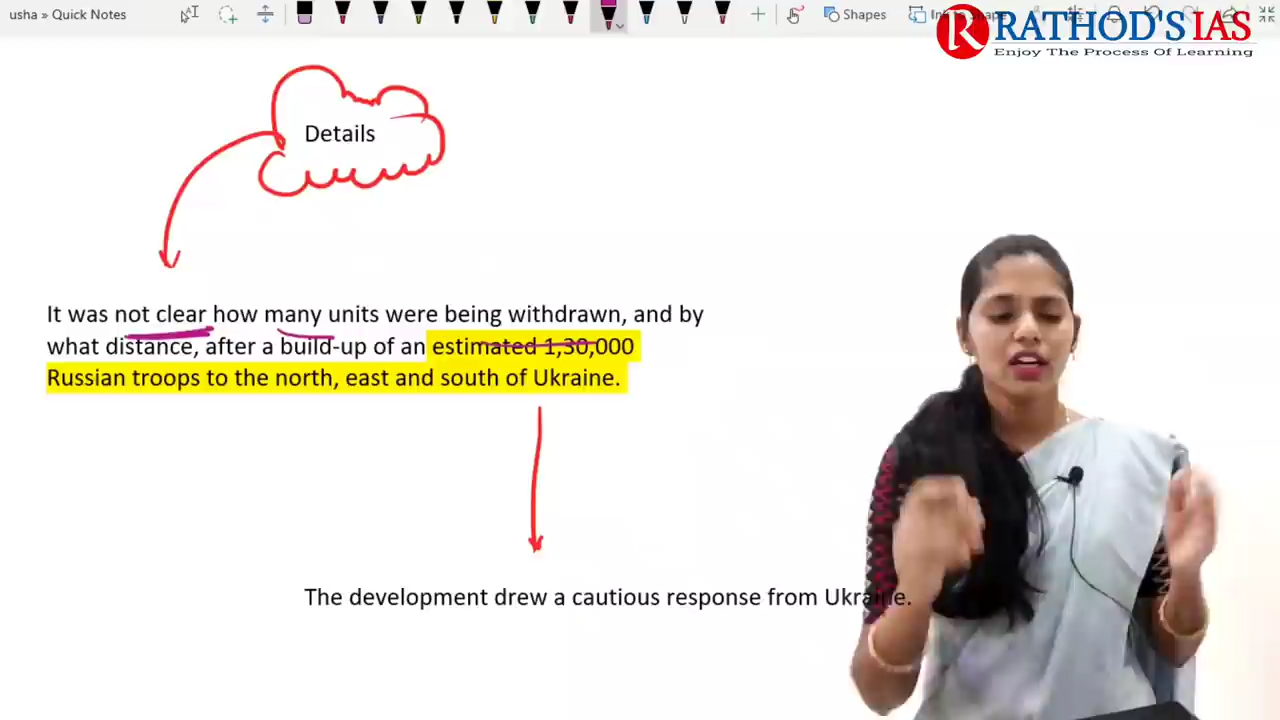 usha » Quick Notes
Shapes
RATHOD'S IAS
Enjoy The Process Of Learning
Details
It was not clear how many units were being withdrawn, and by
what distance, after a build-up of an estimated 1,30,000
Russian troops to the north, east and south of Ukraine.
The development drew a cautious response from Ukraine.